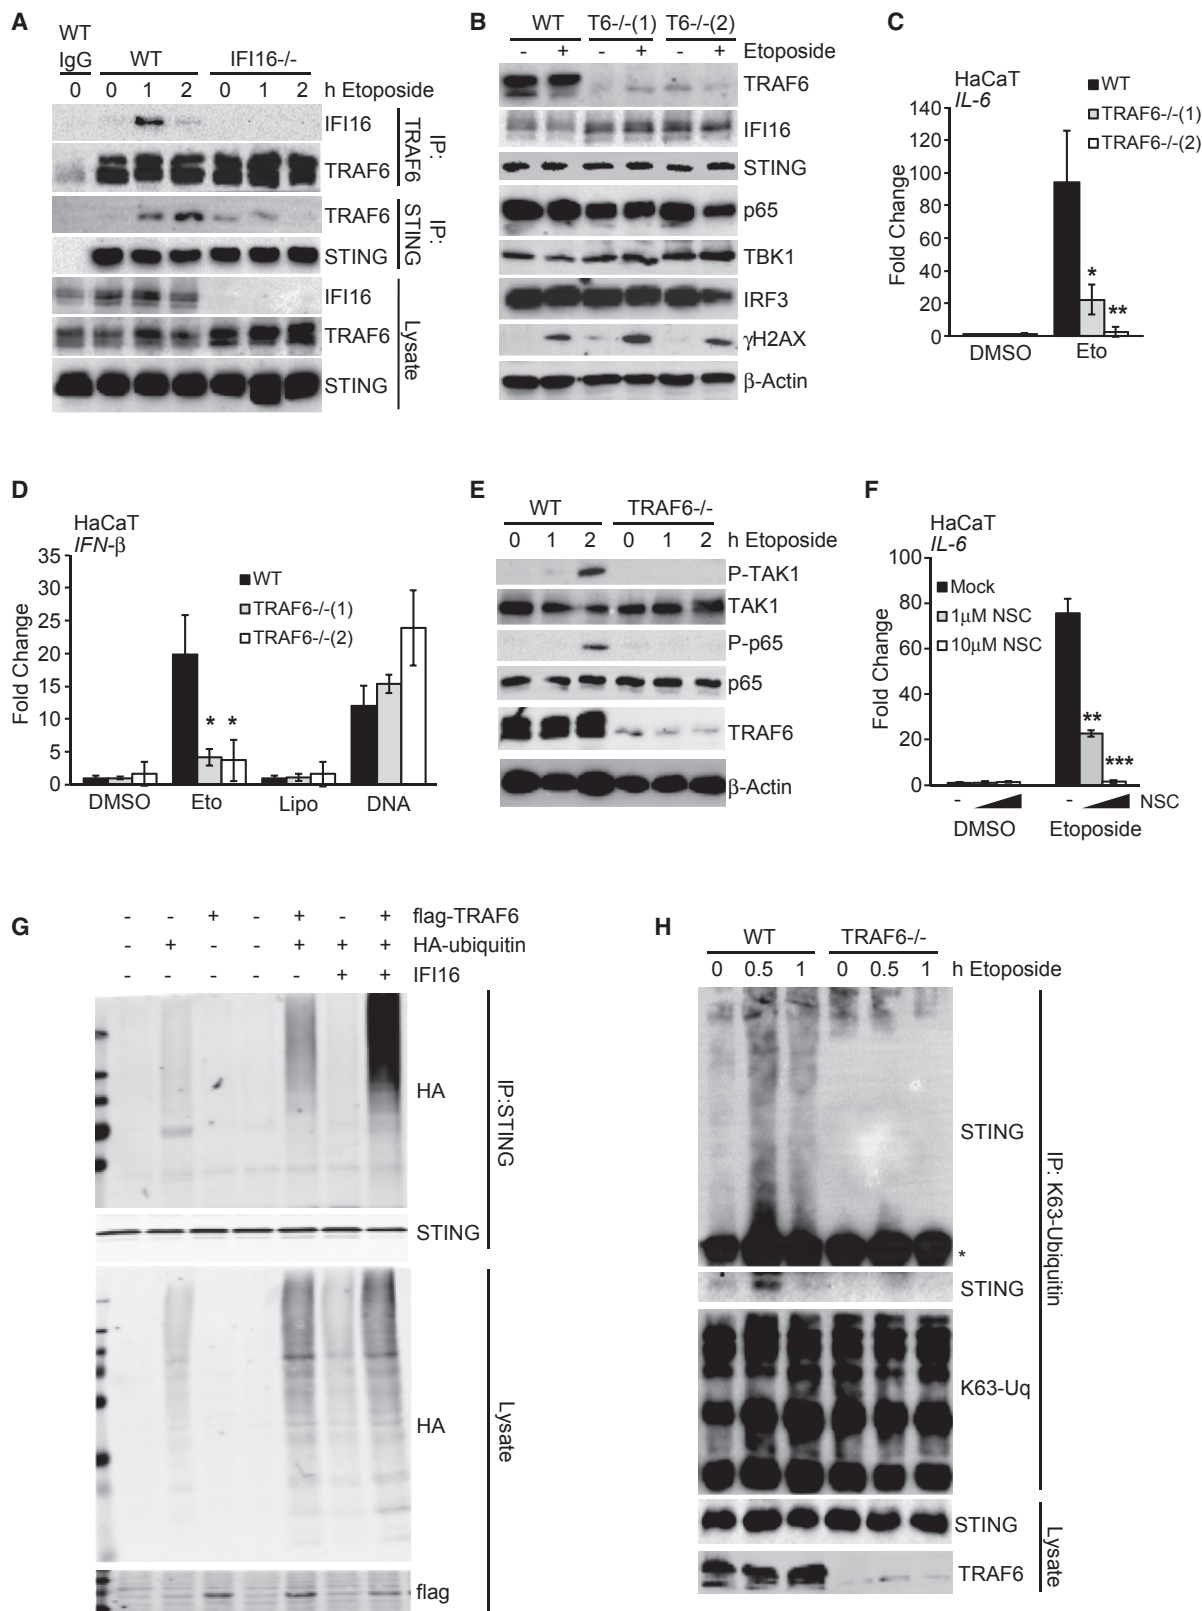 A
WT
IgG WT IFI16-/-
0 0 1 2 0 1 2 h Etoposide
IFI16
TRAF6
IP:
TRAF6
TRAF6
STING
IP:
STING
IFI16
TRAF6
STING
Lysate
B
WT T6-/-(1) T6-/-(2)
- + - + - + Etoposide
TRAF6
IFI16
STING
p65
TBK1
IRF3
γH2AX
β-Actin
C
HaCaT
IL-6
WT
TRAF6-/-(1)
TRAF6-/-(2)
Fold Change
140
120
100
80
60
40
20
0
*
**
DMSO Eto
D
HaCaT
IFN-β
WT
TRAF6-/-(1)
TRAF6-/-(2)
Fold Change
35
30
25
20
15
10
5
0
* *
DMSO Eto Lipo DNA
E
WT TRAF6-/-
0 1 2 0 1 2 h Etoposide
P-TAK1
TAK1
P-p65
p65
TRAF6
β-Actin
F
HaCaT
IL-6
Mock
1μM NSC
10μM NSC
Fold Change
100
80
60
40
20
0
**
***
- - NSC
DMSO Etoposide
G
- - + - + - + flag-TRAF6
- + - - + + + HA-ubiquitin
- - - - - + + IFI16
HA
STING
IP:STING
HA
flag
Lysate
H
WT TRAF6-/-
0 0.5 1 0 0.5 1 h Etoposide
STING
*
STING
K63-Uq
IP: K63-Ubiquitin
STING
TRAF6
Lysate